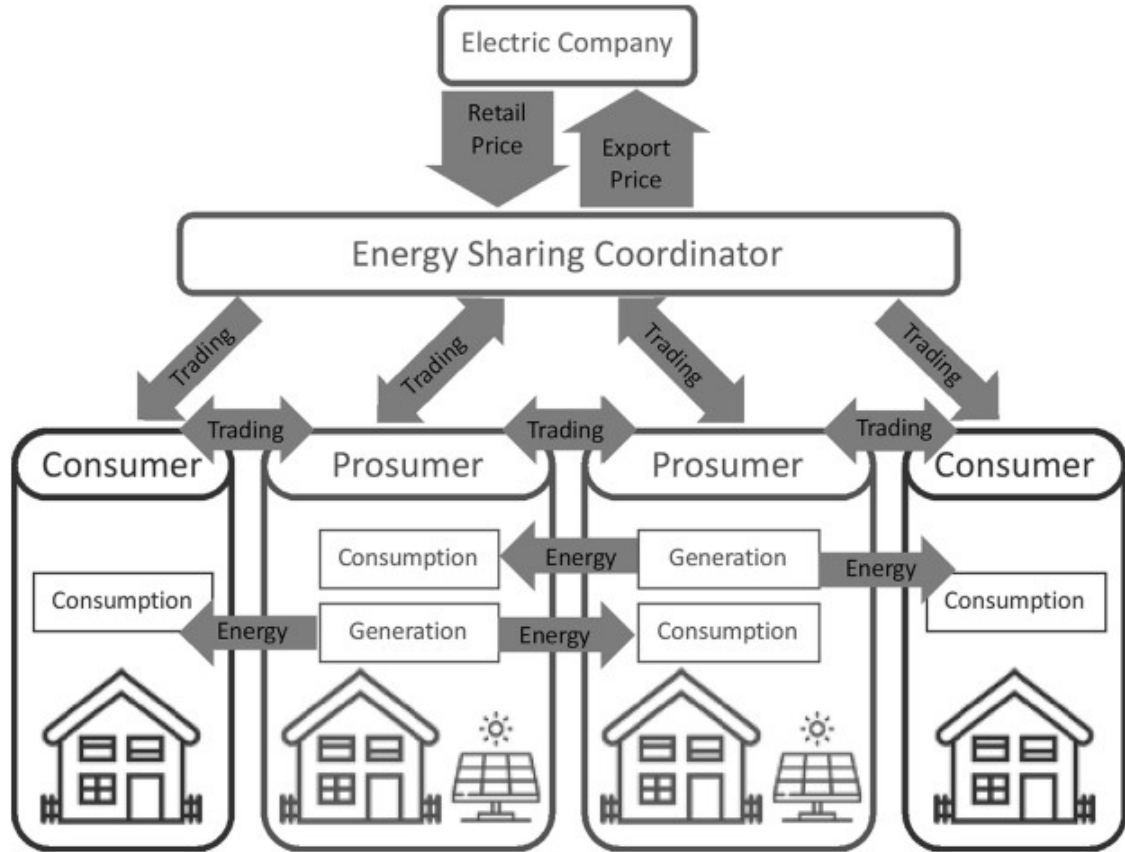 Electric Company
Retail
Price
Export
Price
Energy Sharing Coordinator
Trading
Trading
Trading
Trading
Trading
Trading
Trading
Consumer
Prosumer
Prosumer
Consumer
Consumption
Energy
Generation
Energy
Consumption
Consumption
Energy
Generation
Energy
Consumption